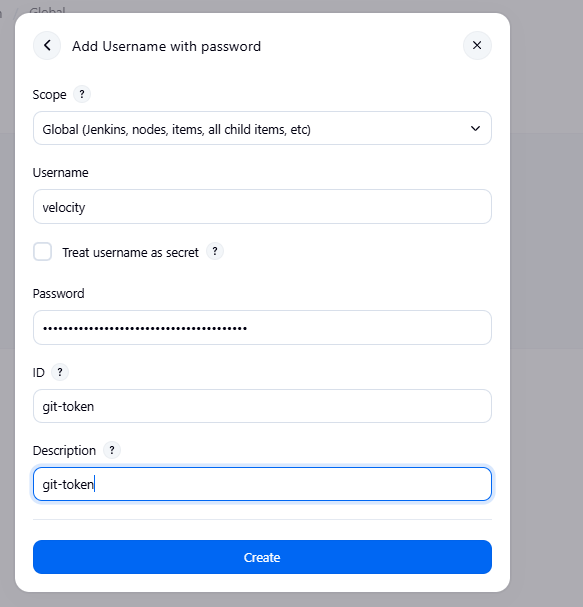 Global
Add Username with password
Scope ?
Global (Jenkins, nodes, items, all child items, etc)
Username
velocity
Treat username as secret ?
Password
••••••••••••••••••••••••••••••••••••••••
ID ?
git-token
Description ?
git-token
Create